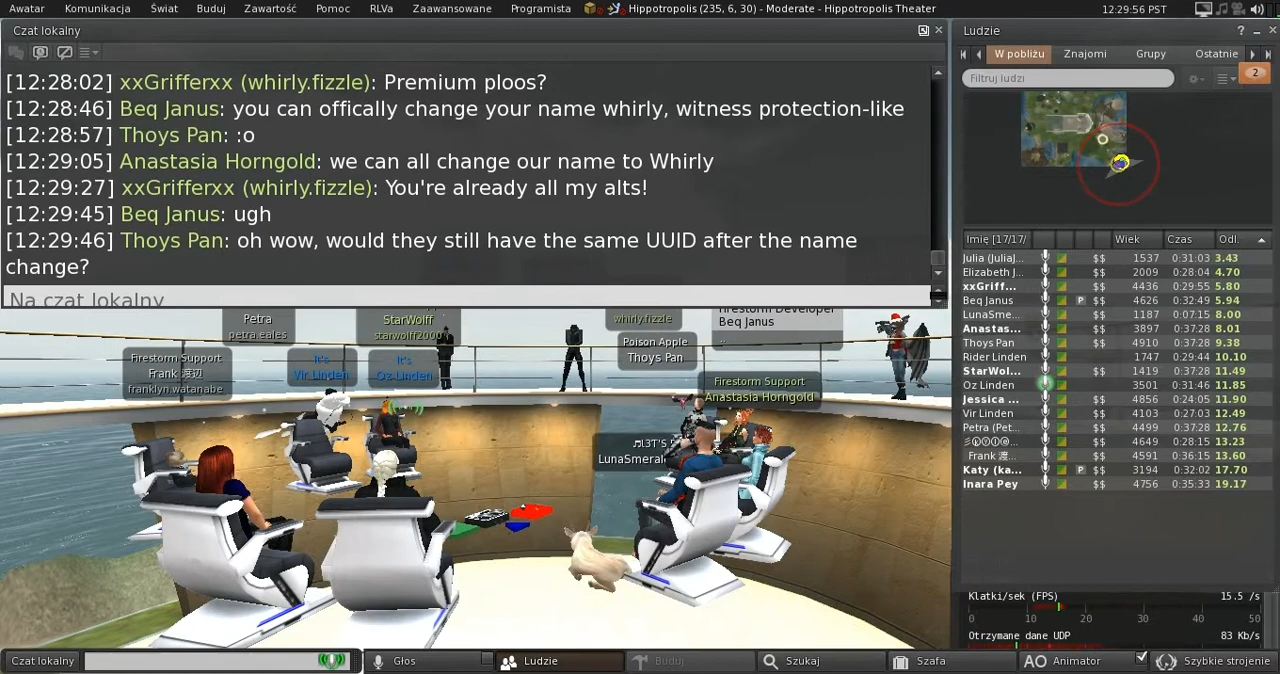 Awatar Komunikacja Świat Buduj Zawartość Pomoc RLVa Zaawansowane Programista Hippotropolis (235, 6, 30) - Moderate - Hippotropolis Theater 12:29:56 PST
Czat lokalny
[12:28:02] xxGrifferxx (whirly.fizzle): Premium ploos?
[12:28:46] Beq Janus: you can offically change your name whirly, witness protection-like
[12:28:57] Thoys Pan: :o
[12:29:05] Anastasia Horngold: we can all change our name to Whirly
[12:29:27] xxGrifferxx (whirly.fizzle): You're already all my alts!
[12:29:45] Beq Janus: ugh
[12:29:46] Thoys Pan: oh wow, would they still have the same UUID after the name
change?
Na czat lokalny
Petra
petra.eales
StarWolff
starwolff2000
whirly.fizzle
Firestorm Developer
Beq Janus
..
Poison Apple
Thoys Pan
Firestorm Support
Frank 渡辺
franklyn.watanabe
It's
Vir Linden
It's
Oz Linden
Firestorm Support
Anastasia Horngold
♫l3T'S
LunaSmeral
Ludzie
? _ ×
W pobliżu Znajomi Grupy Ostatnie
2
Filtruj ludzi
Imię [17/17/ Wiek Czas Odl.
Julia (JuliaJ... $$ 1537 0:31:03 3.43
Elizabeth J... $$ 2009 0:28:04 4.70
xxGriff... $$ 4436 0:29:55 5.80
Beq Janus P $$ 4626 0:32:49 5.94
LunaSme... $$ 1187 0:07:15 8.00
Anastas... $$ 3897 0:37:28 8.01
Thoys Pan $$ 4910 0:37:28 9.38
Rider Linden 1747 0:29:44 10.10
StarWol... $$ 1419 0:37:28 11.49
Oz Linden 3501 0:31:46 11.85
Jessica ... $$ 4856 0:24:05 11.90
Vir Linden 4103 0:27:03 12.49
Petra (Pet... $$ 4499 0:37:28 12.76
$$ 4649 0:28:15 13.23
Frank 渡... $$ 4591 0:36:15 13.60
Katy (ka... P $$ 3194 0:32:02 17.70
Inara Pey $$ 4756 0:35:33 19.17
Klatki/sek (FPS) 15.5 /s
0 10 20 30 40 50
Otrzymane dane UDP 83 Kb/s
Czat lokalny Głos Ludzie Buduj Szukaj Szafa AO Animator Szybkie strojenie